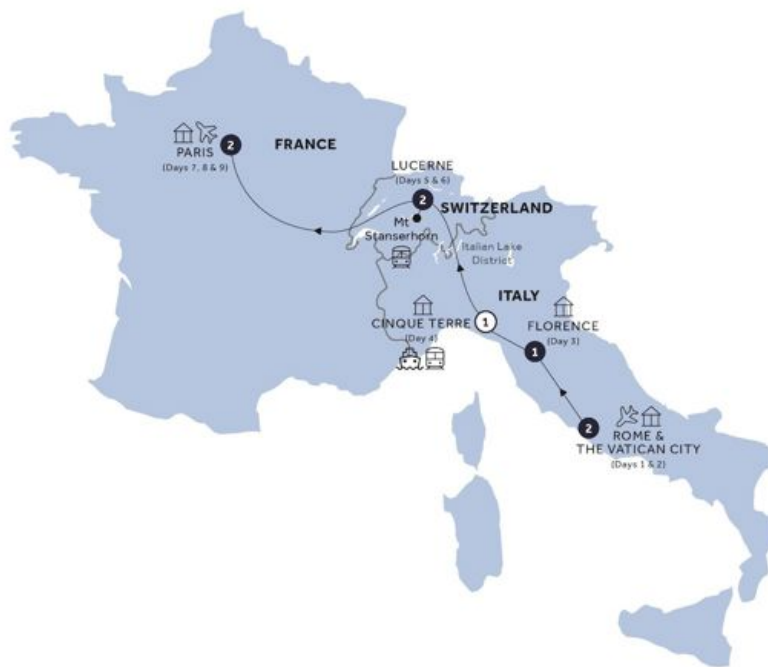 2
PARIS
(Days 7, 8 & 9)
FRANCE
LUCERNE
(Days 5 & 6)
2
SWITZERLAND
Mt
Stanserhorn
Italian Lake
District
ITALY
CINQUE TERRE
(Day 4)
1
FLORENCE
(Day 3)
1
2
ROME &
THE VATICAN CITY
(Days 1 & 2)